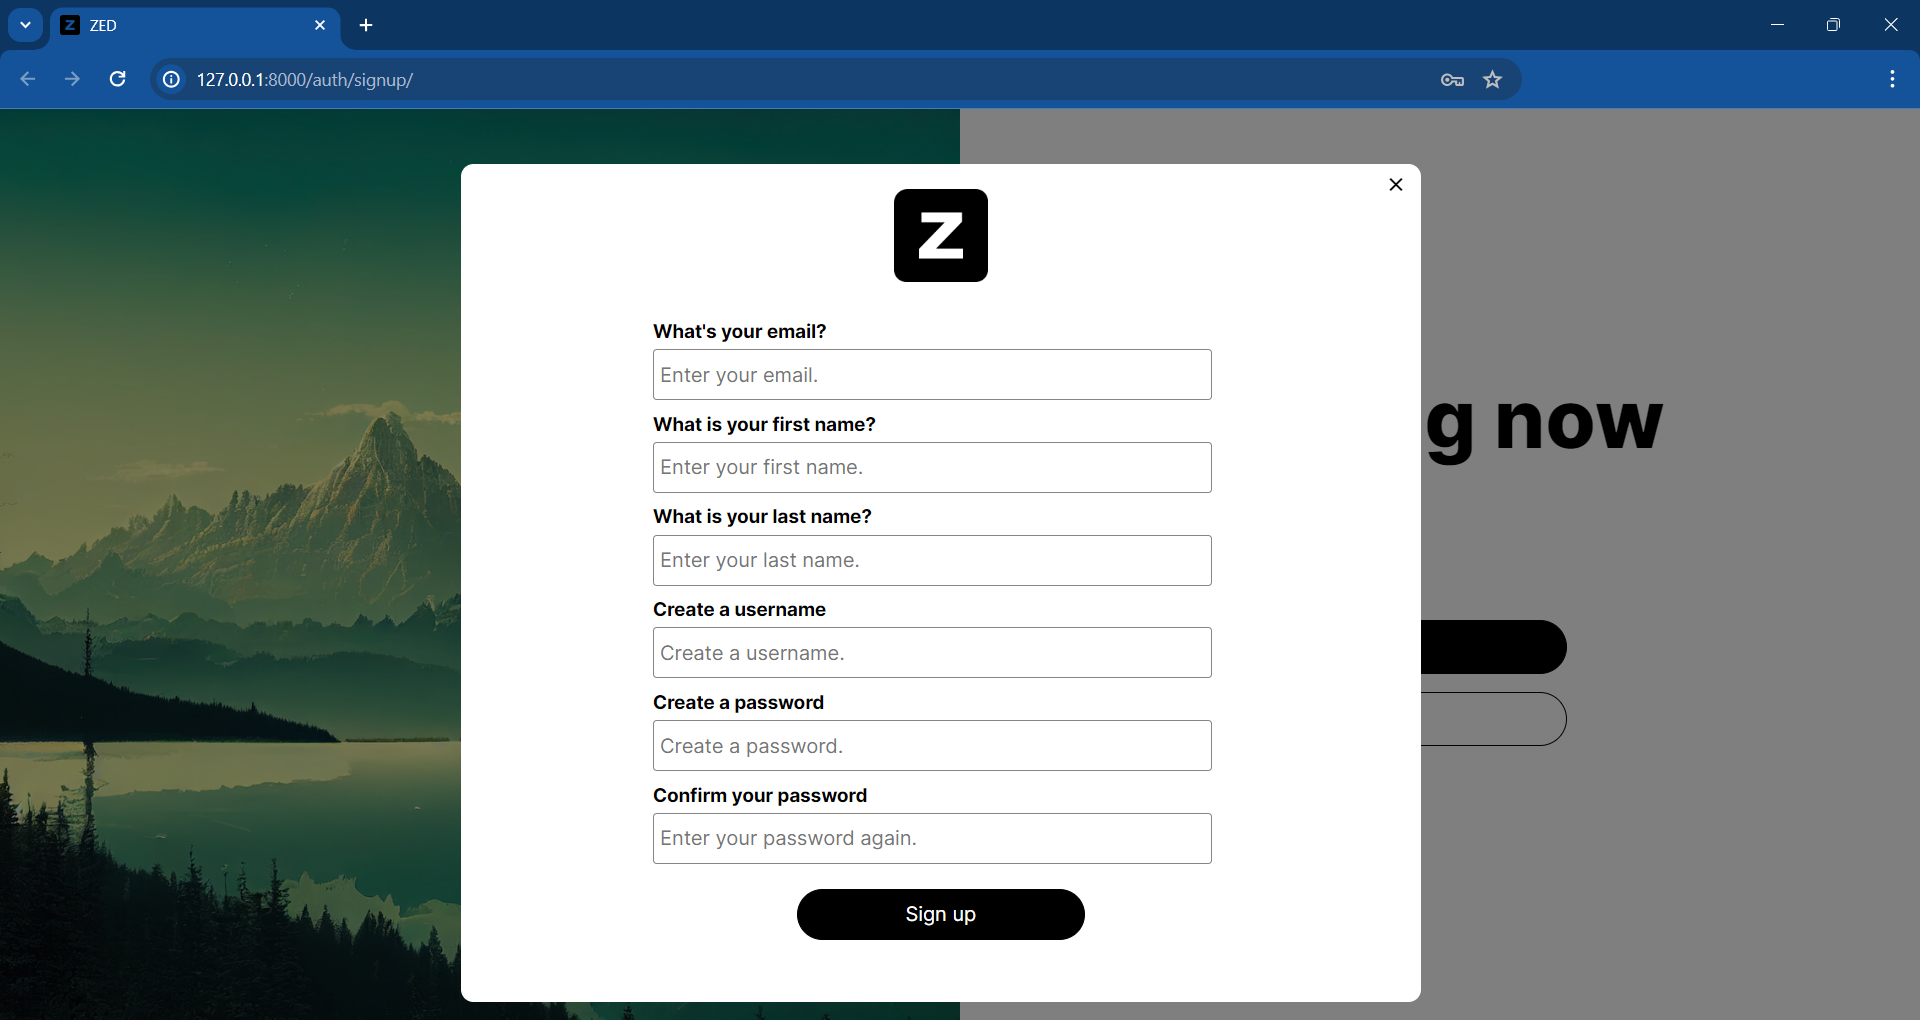 Z ZED
127.0.0.1:8000/auth/signup/
Z
What's your email?
Enter your email.
What is your first name?
Enter your first name.
What is your last name?
Enter your last name.
Create a username
Create a username.
Create a password
Create a password.
Confirm your password
Enter your password again.
Sign up
g now